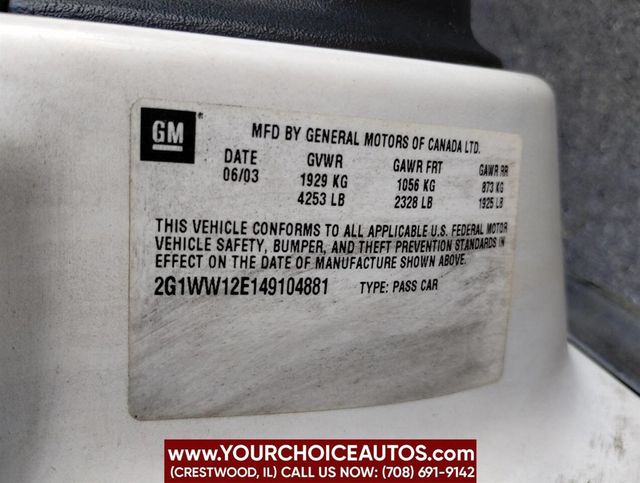 GM
MFD BY GENERAL MOTORS OF CANADA LTD.
DATE GVWR GAWR FRT GAWR RR
06/03 1929 KG 1056 KG 873 KG
4253 LB 2328 LB 1925 LB
THIS VEHICLE CONFORMS TO ALL APPLICABLE U.S. FEDERAL MOTOR
VEHICLE SAFETY, BUMPER, AND THEFT PREVENTION STANDARDS IN
EFFECT ON THE DATE OF MANUFACTURE SHOWN ABOVE.
2G1WW12E149104881 TYPE: PASS CAR
WWW.YOURCHOICEAUTOS.COM
(CRESTWOOD, IL) CALL US NOW: (708) 691-9142